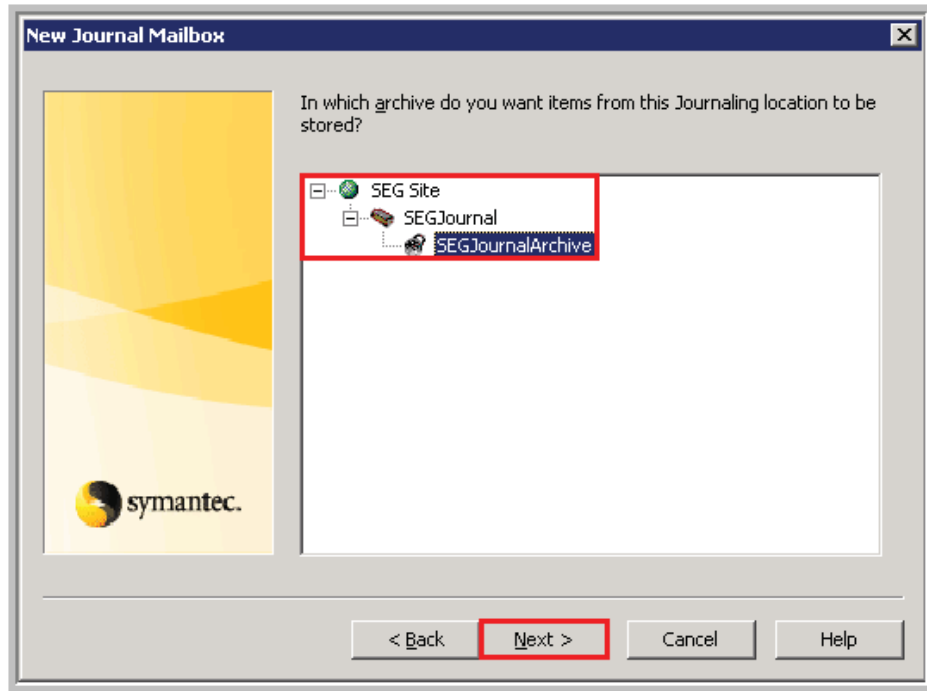 New Journal Mailbox
In which archive do you want items from this Journaling location to be
stored?
SEG Site
SEGJournal
SEGJournalArchive
symantec.
< Back
Next >
Cancel
Help